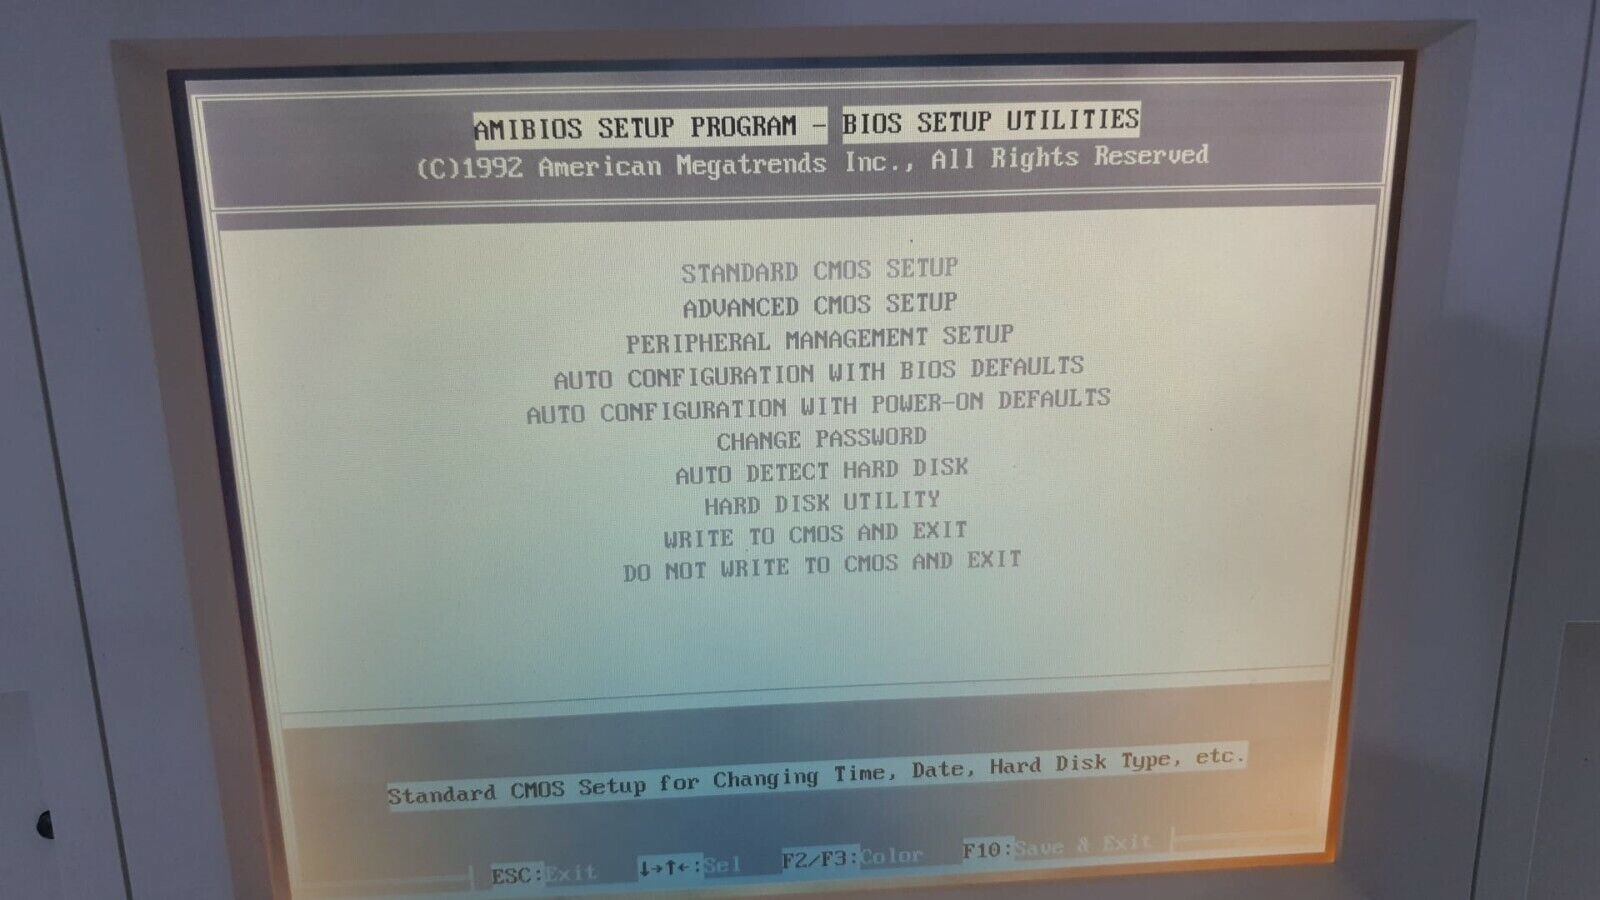 AMIBIOS SETUP PROGRAM - BIOS SETUP UTILITIES
(C)1992 American Megatrends Inc., All Rights Reserved
STANDARD CMOS SETUP
ADVANCED CMOS SETUP
PERIPHERAL MANAGEMENT SETUP
AUTO CONFIGURATION WITH BIOS DEFAULTS
AUTO CONFIGURATION WITH POWER-ON DEFAULTS
CHANGE PASSWORD
AUTO DETECT HARD DISK
HARD DISK UTILITY
WRITE TO CMOS AND EXIT
DO NOT WRITE TO CMOS AND EXIT
Standard CMOS Setup for Changing Time, Date, Hard Disk Type, etc.
ESC:Exit ↓→↑←:Sel F2/F3:Color F10:Save & Exit